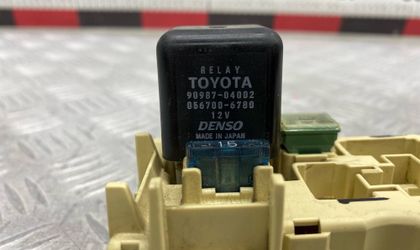 RELAY
TOYOTA
90987-04002
056700-6780
12V
DENSO
MADE IN JAPAN
15